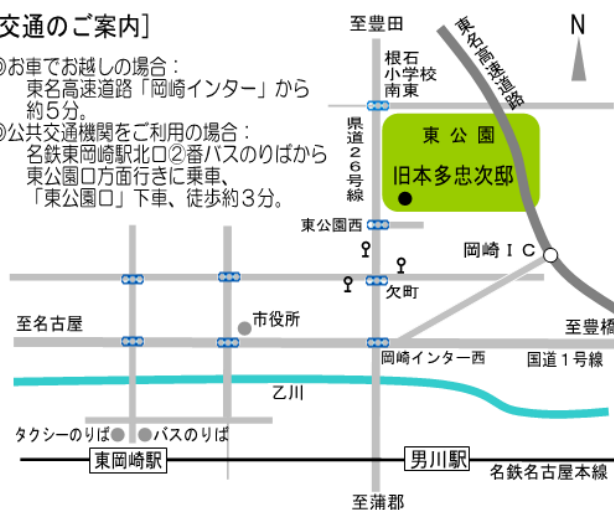 交通のご案内]
◎お車でお越しの場合：
東名高速道路「岡崎インター」から
約５分。
◎公共交通機関をご利用の場合：
名鉄東岡崎駅北口②番バスのりばから
東公園口方面行きに乗車、
「東公園口」下車、徒歩約３分。
至豊田
東名高速道路
N
根石
小学校
南東
県道２６号線
東公園
旧本多忠次邸
東公園西
岡崎ＩＣ
欠町
至名古屋
市役所
至豊橋
岡崎インター西
国道１号線
乙川
タクシーのりば
バスのりば
東岡崎駅
男川駅
名鉄名古屋本線
至蒲郡